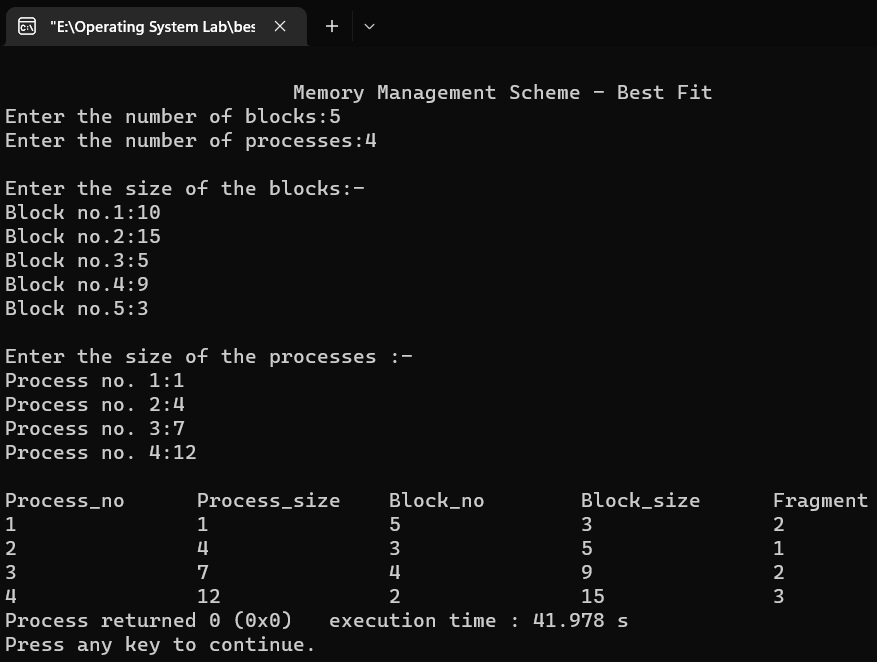 "E:\Operating System Lab\bes
Memory Management Scheme - Best Fit
Enter the number of blocks:5
Enter the number of processes:4
Enter the size of the blocks:-
Block no.1:10
Block no.2:15
Block no.3:5
Block no.4:9
Block no.5:3
Enter the size of the processes :-
Process no. 1:1
Process no. 2:4
Process no. 3:7
Process no. 4:12
Process_no Process_size Block_no Block_size Fragment
1 1 5 3 2
2 4 3 5 1
3 7 4 9 2
4 12 2 15 3
Process returned 0 (0x0) execution time : 41.978 s
Press any key to continue.